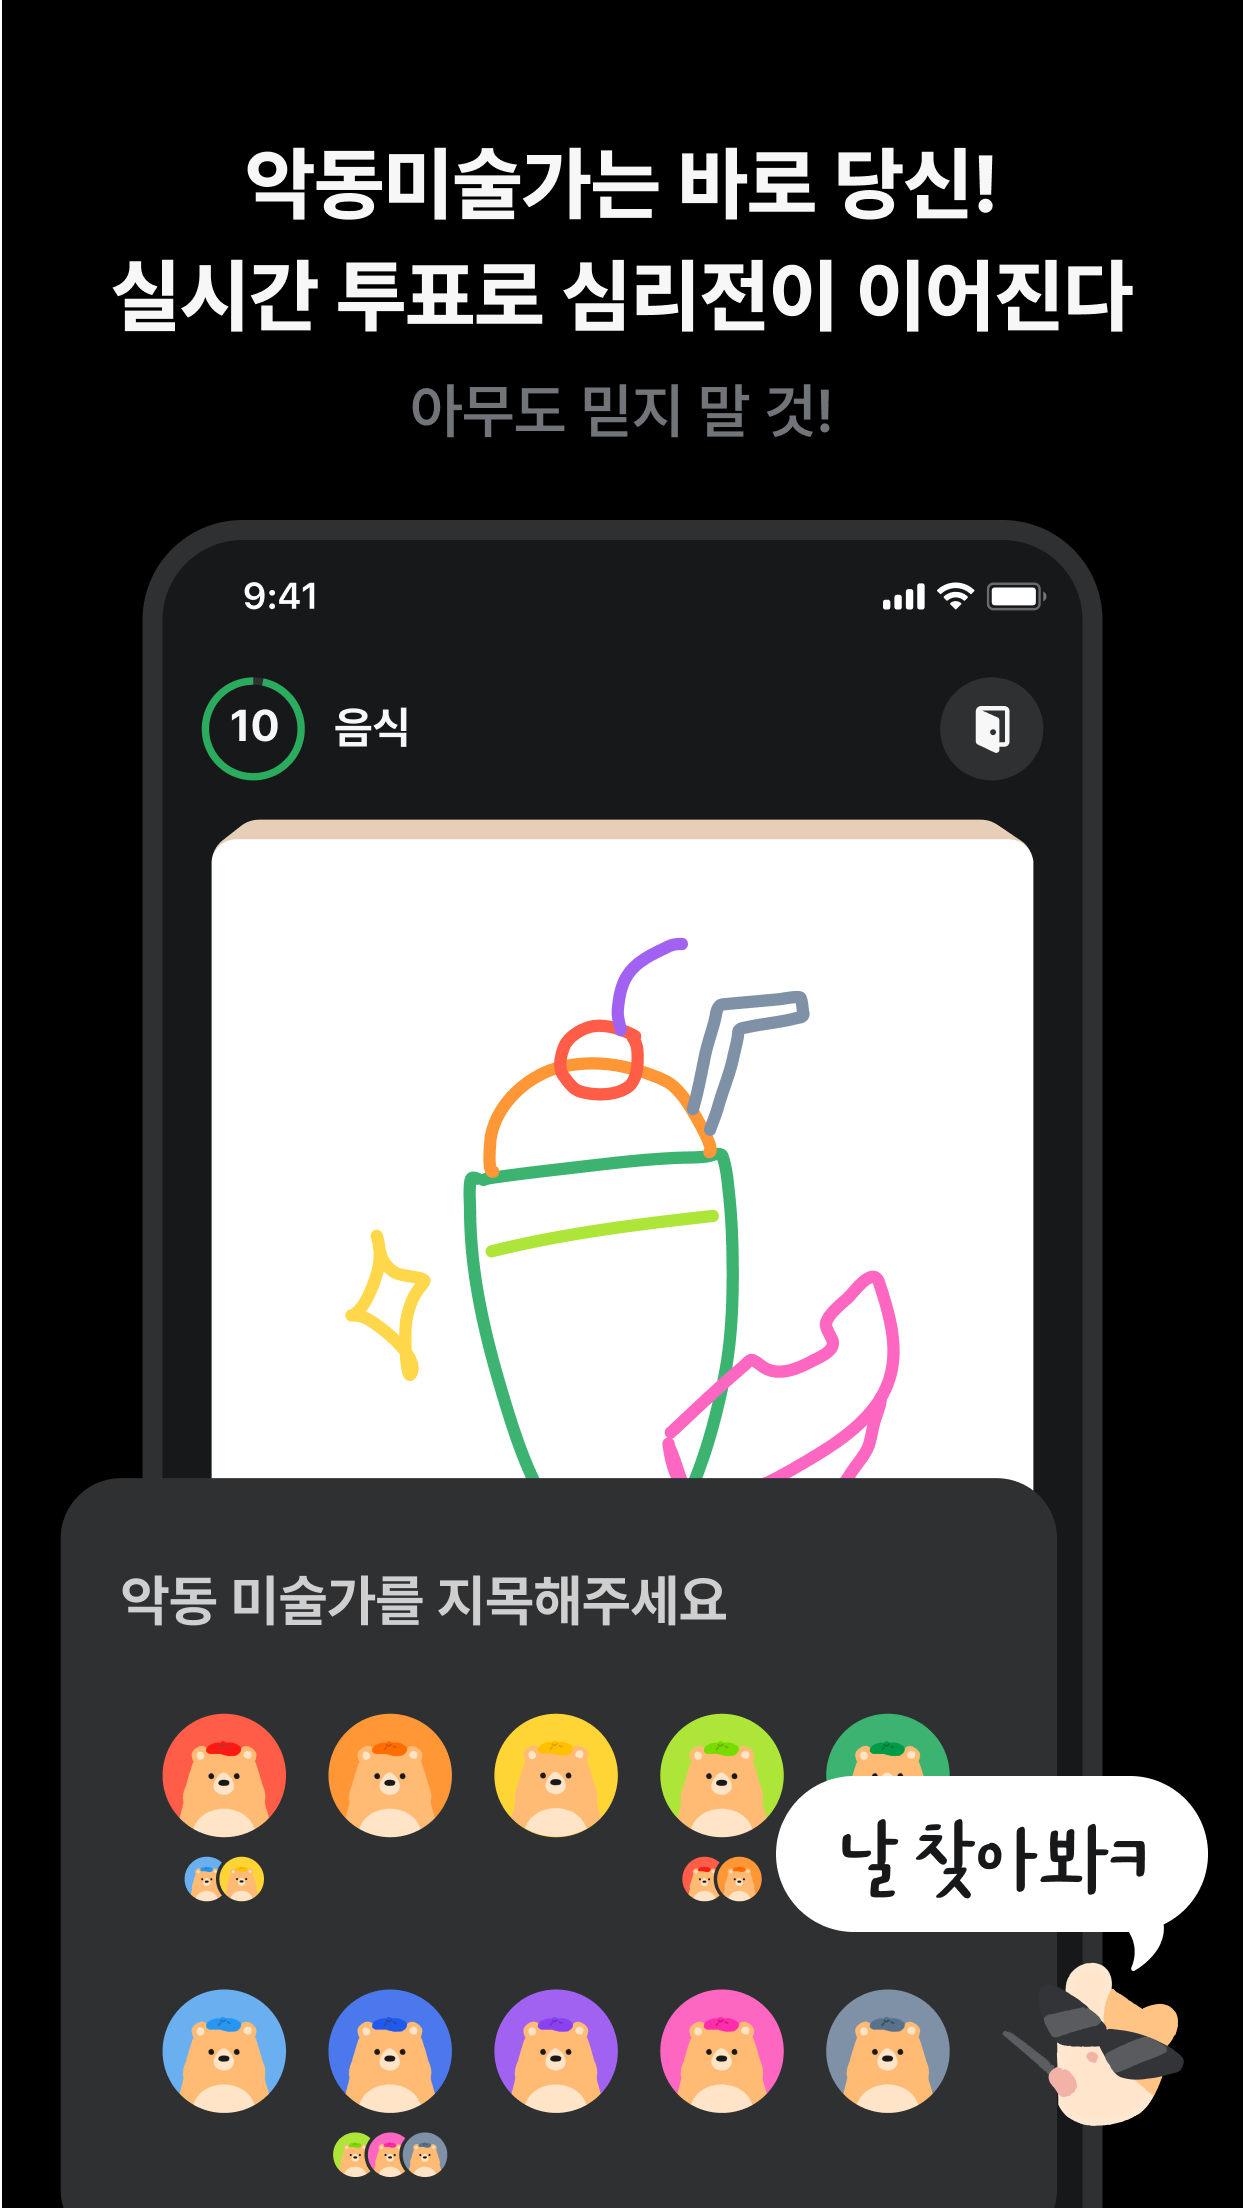 악동미술가는 바로 당신!
실시간 투표로 심리전이 이어진다
아무도 믿지 말 것!
9:41
10
음식
악동 미술가를 지목해주세요
날 찾아봐ㅋ